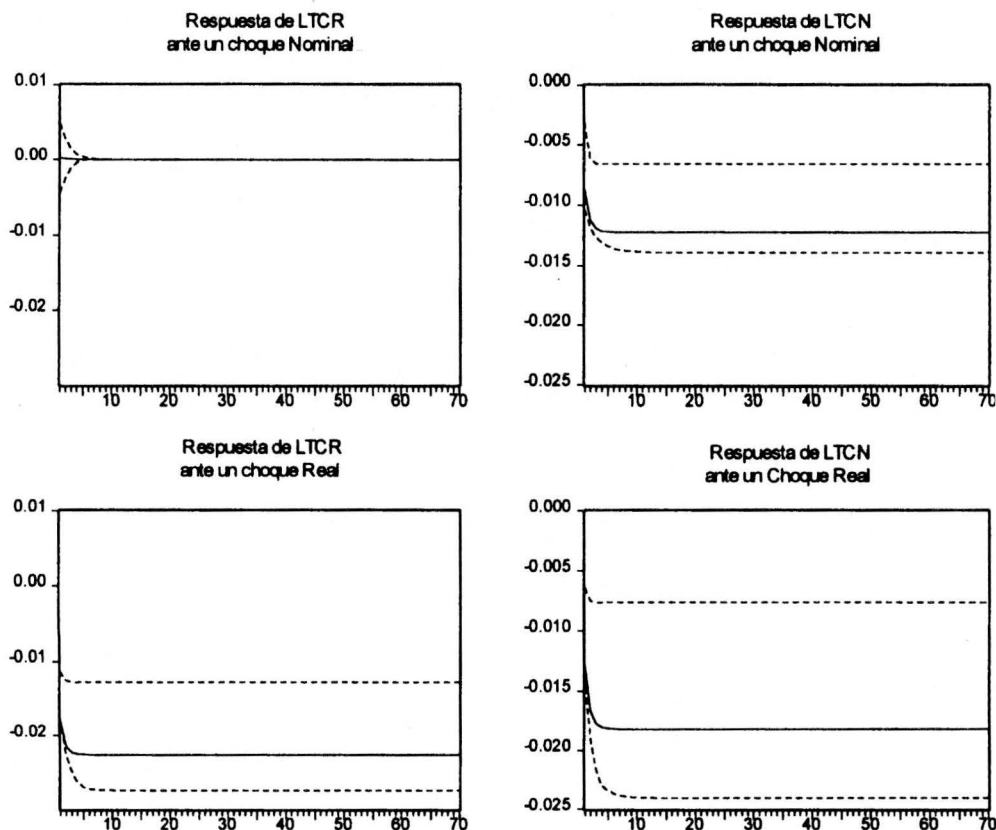 Respuesta de LTCR
ante un choque Nominal
0.01
0.00
-0.01
-0.02
10 20 30 40 50 60 70
Respuesta de LTCN
ante un choque Nominal
0.000
-0.005
-0.010
-0.015
-0.020
-0.025
10 20 30 40 50 60 70
Respuesta de LTCR
ante un choque Real
0.01
0.00
-0.01
-0.02
10 20 30 40 50 60 70
Respuesta de LTCN
ante un Choque Real
0.000
-0.005
-0.010
-0.015
-0.020
-0.025
10 20 30 40 50 60 70